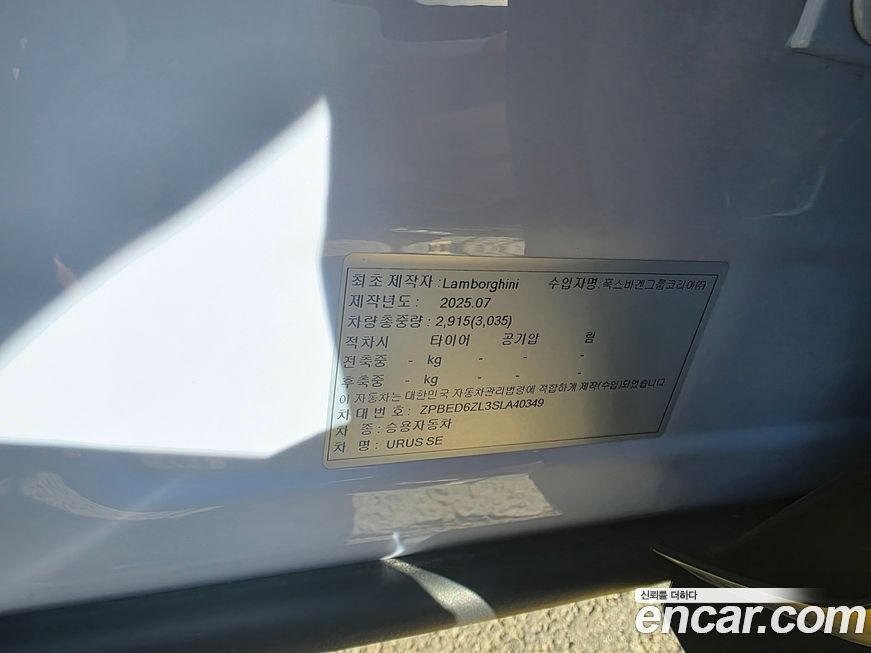 최초 제작자 : Lamborghini 수입자명 : 폭스바겐그룹코리아㈜
제작년도 : 2025.07
차량총중량 : 2,915(3,035)
적차시 타이어 공기압 림
전축중 - kg - - -
후축중 - kg - - -
이 자동차는 대한민국 자동차관리법령에 적합하게 제작(수입)되었습니다
차 대 번 호 : ZPBED6ZL3SLA40349
차 종 : 승용자동차
차 명 : URUS SE
신뢰를 더하다
encar.com